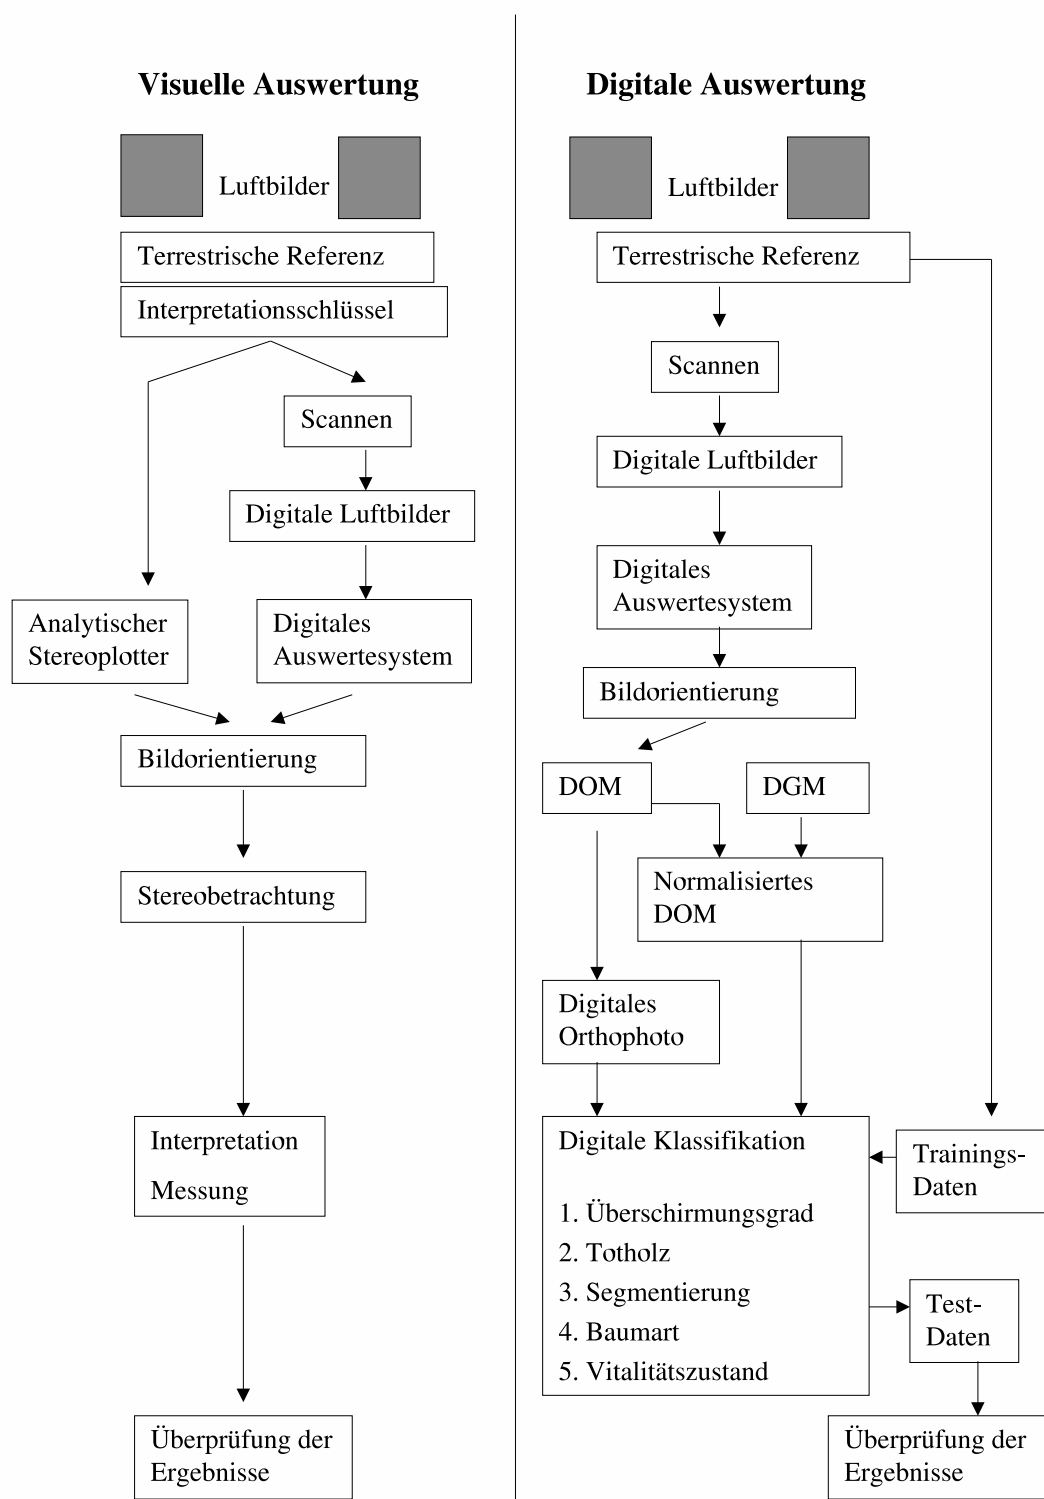 Visuelle Auswertung
Luftbilder
Terrestrische Referenz
Interpretationsschlüssel
Scannen
Digitale Luftbilder
Analytischer
Stereoplotter
Digitales
Auswertesystem
Bildorientierung
Stereobetrachtung
Interpretation
Messung
Überprüfung der
Ergebnisse
Digitale Auswertung
Luftbilder
Terrestrische Referenz
Scannen
Digitale Luftbilder
Digitales
Auswertesystem
Bildorientierung
DOM
DGM
Normalisiertes
DOM
Digitales
Orthophoto
Digitale Klassifikation
1. Überschirmungsgrad
2. Totholz
3. Segmentierung
4. Baumart
5. Vitalitätszustand
Trainings-
Daten
Test-
Daten
Überprüfung der
Ergebnisse